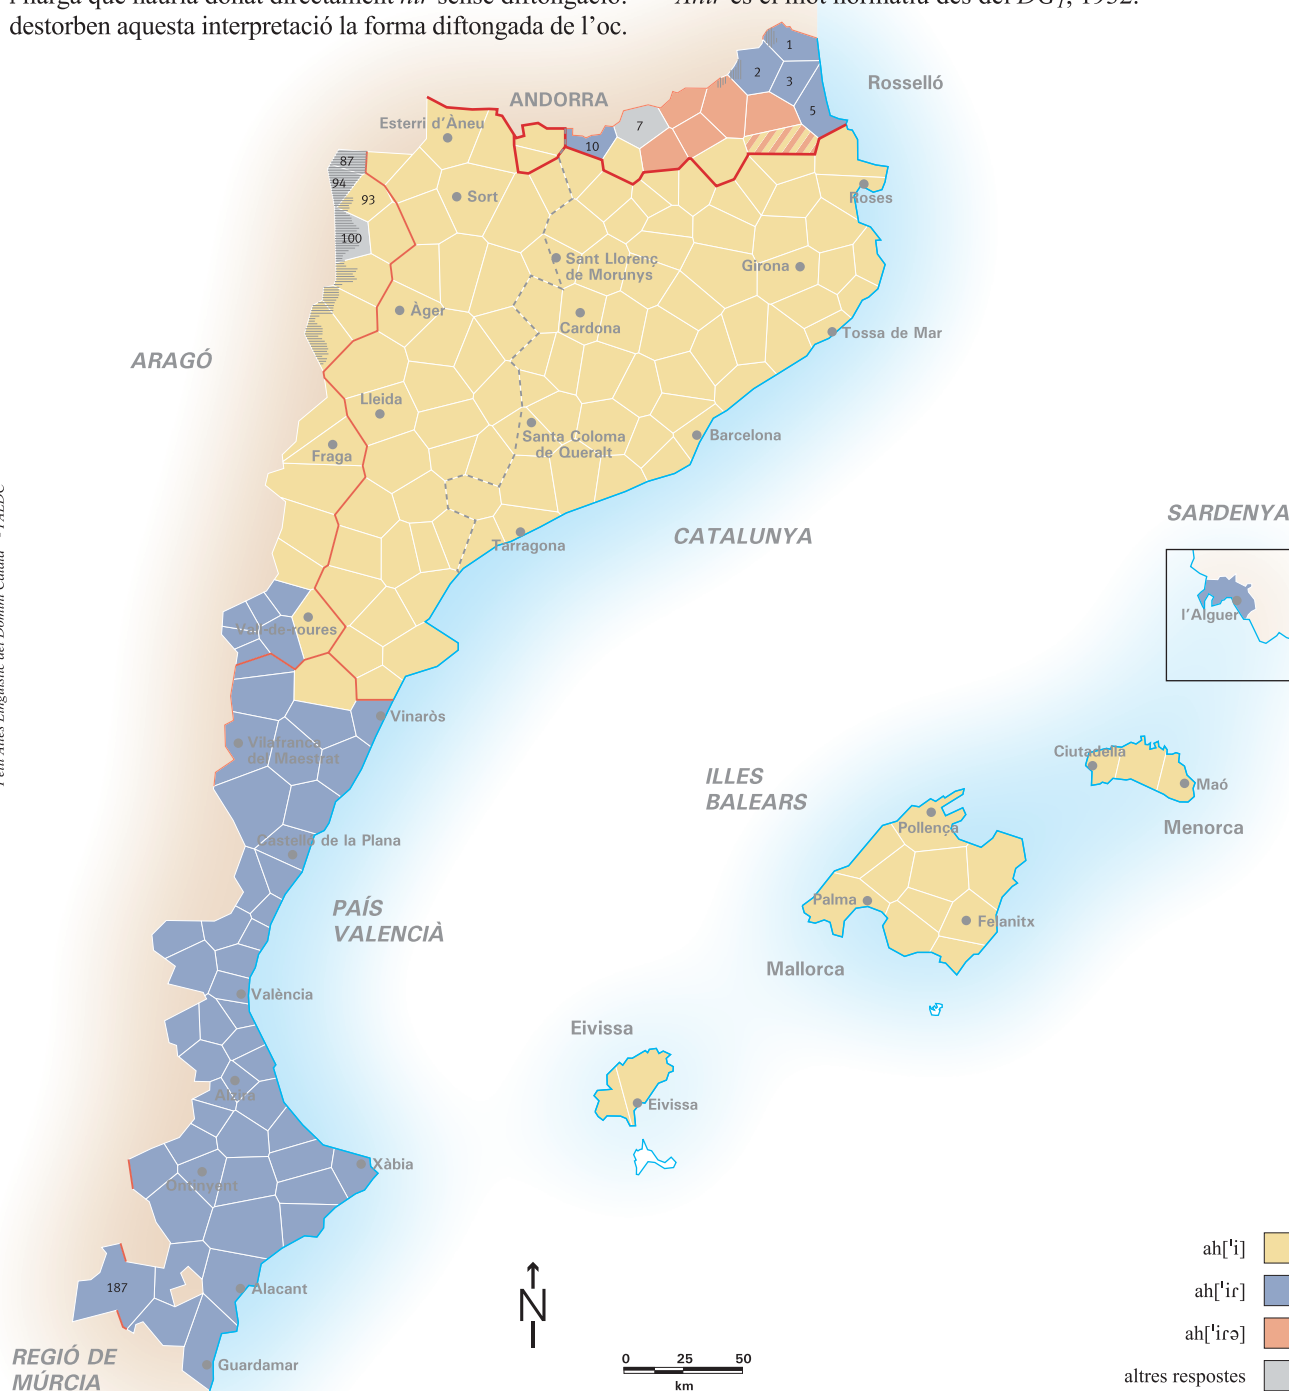 destorben aquesta interpretació la forma diftongada de l’oc.
Rosselló
ANDORRA
Esterri d’Àneu
1
2
3
5
7
10
87
94
93
100
Sort
Roses
Sant Llorenç
de Morunys
Girona
Àger
Cardona
Tossa de Mar
ARAGÓ
Lleida
Santa Coloma
de Queralt
Barcelona
Fraga
Tarragona
CATALUNYA
SARDENYA
l’Alguer
Vall-de-roures
Vinaròs
Vilafranca
del Maestrat
ILLES
BALEARS
Ciutadella
Maó
Menorca
Pollença
Castelló de la Plana
Palma
Felanitx
PAÍS
VALENCIÀ
Mallorca
València
Eivissa
Eivissa
Alzira
Xàbia
Ontinyent
187
Alacant
Guardamar
REGIÓ DE
MÚRCIA
N
0 25 50
km
ah[ˈi]
ah[ˈiɾ]
ah[ˈiɾə]
altres respostes